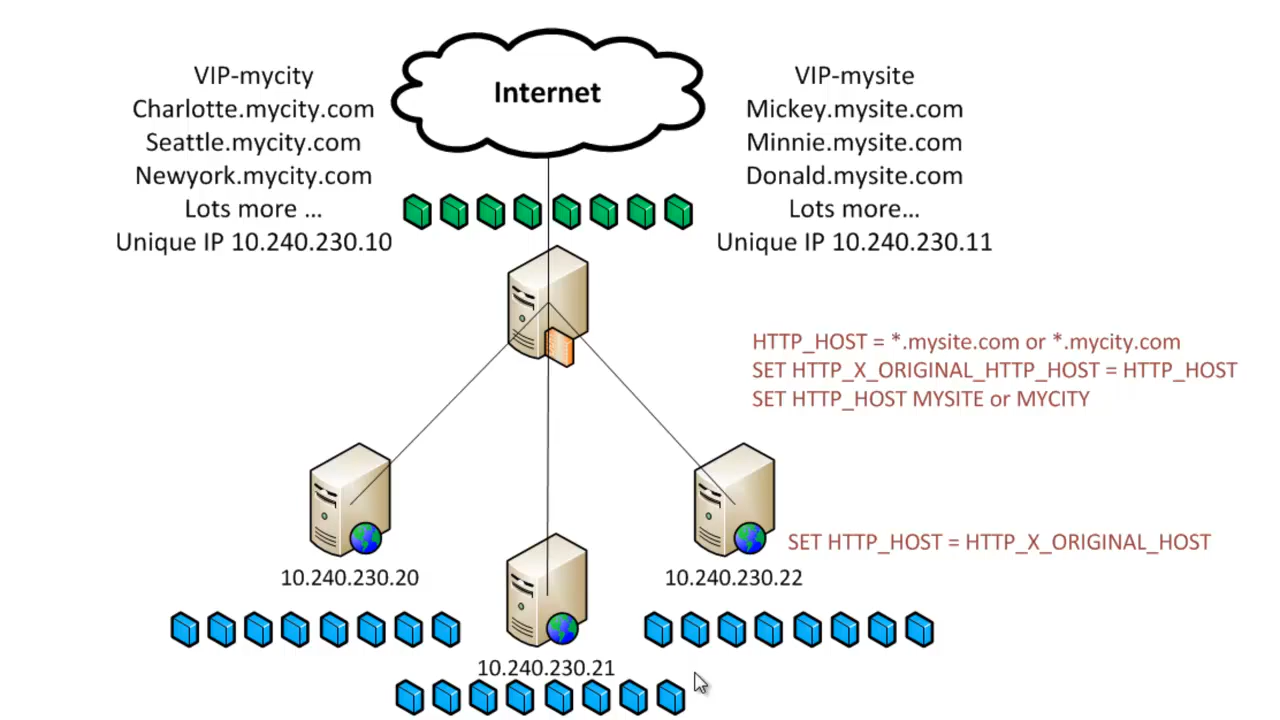 VIP-mycity
Charlotte.mycity.com
Seattle.mycity.com
Newyork.mycity.com
Lots more ...
Unique IP 10.240.230.10
Internet
VIP-mysite
Mickey.mysite.com
Minnie.mysite.com
Donald.mysite.com
Lots more...
Unique IP 10.240.230.11
HTTP_HOST = *.mysite.com or *.mycity.com
SET HTTP_X_ORIGINAL_HTTP_HOST = HTTP_HOST
SET HTTP_HOST MYSITE or MYCITY
SET HTTP_HOST = HTTP_X_ORIGINAL_HOST
10.240.230.20
10.240.230.22
10.240.230.21